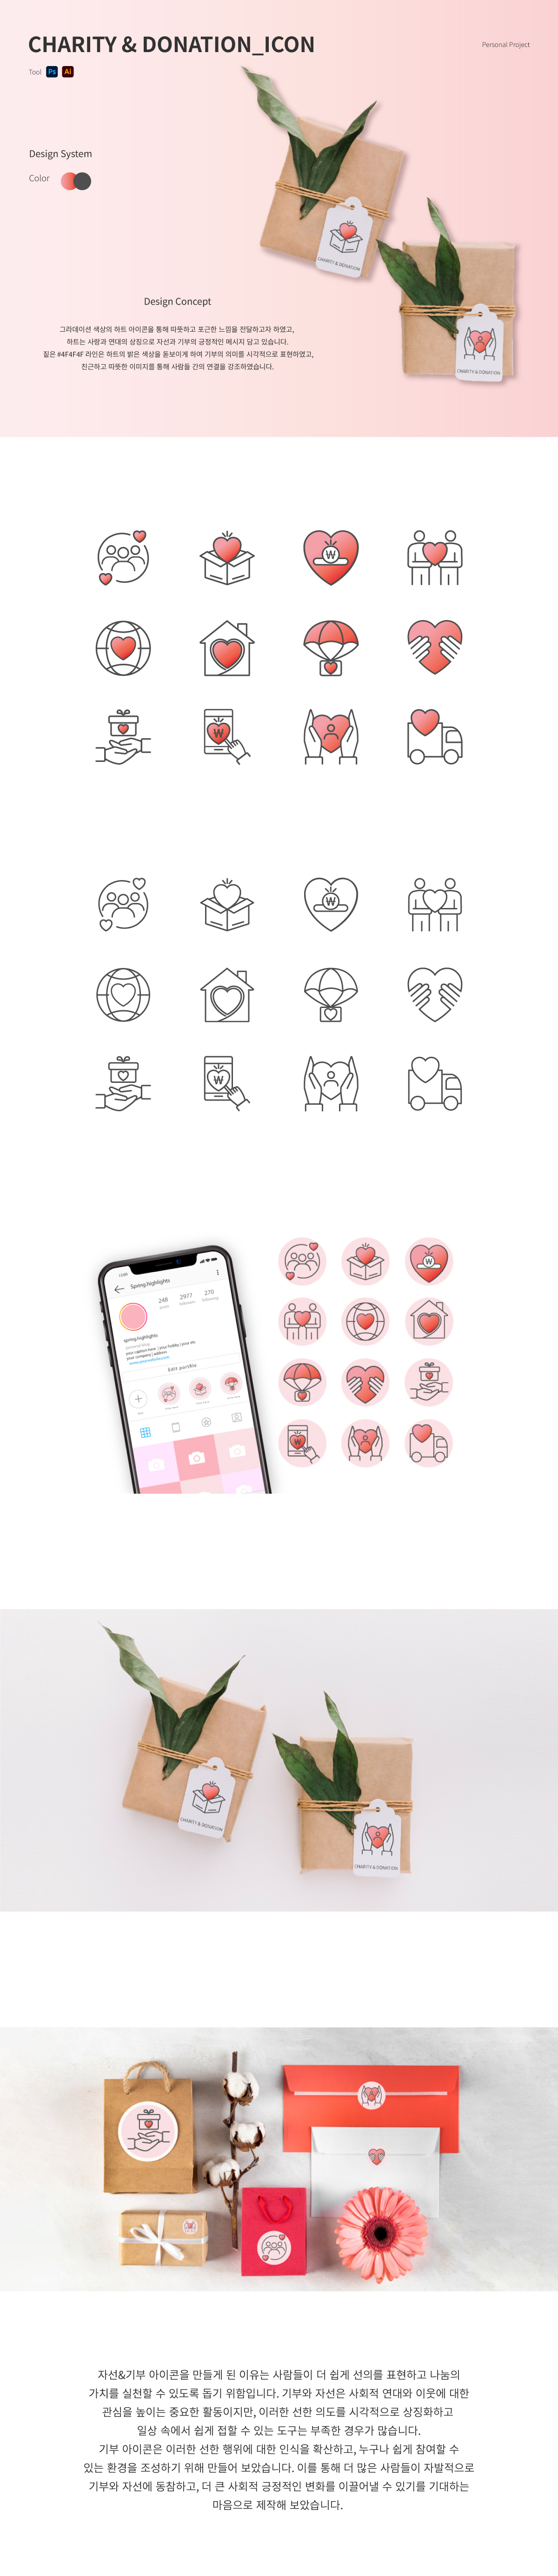 CHARITY & DONATION_ICON
Personal Project
Tool Ps Ai
Design System
Color
Design Concept
그라데이션 색상의 하트 아이콘을 통해 따뜻하고 포근한 느낌을 전달하고자 하였고,
하트는 사랑과 연대의 상징으로 자선과 기부의 긍정적인 메시지 담고 있습니다.
짙은 #4F4F4F 라인은 하트의 밝은 색상을 돋보이게 하여 기부의 의미를 시각적으로 표현하였고,
친근하고 따뜻한 이미지를 통해 사람들 간의 연결을 강조하였습니다.
CHARITY & DONATION
CHARITY & DONATION
₩
₩
₩
₩
Spring.highlights
248
2977
270
spring.highlights
your caption here | your hobby | your etc
your company | address
www.yourwebsite.com
Edit porfile
₩
₩
CHARITY & DONATION
CHARITY & DONATION
자선&기부 아이콘을 만들게 된 이유는 사람들이 더 쉽게 선의를 표현하고 나눔의
가치를 실천할 수 있도록 돕기 위함입니다. 기부와 자선은 사회적 연대와 이웃에 대한
관심을 높이는 중요한 활동이지만, 이러한 선한 의도를 시각적으로 상징화하고
일상 속에서 쉽게 접할 수 있는 도구는 부족한 경우가 많습니다.
기부 아이콘은 이러한 선한 행위에 대한 인식을 확산하고, 누구나 쉽게 참여할 수
있는 환경을 조성하기 위해 만들어 보았습니다. 이를 통해 더 많은 사람들이 자발적으로
기부와 자선에 동참하고, 더 큰 사회적 긍정적인 변화를 이끌어낼 수 있기를 기대하는
마음으로 제작해 보았습니다.